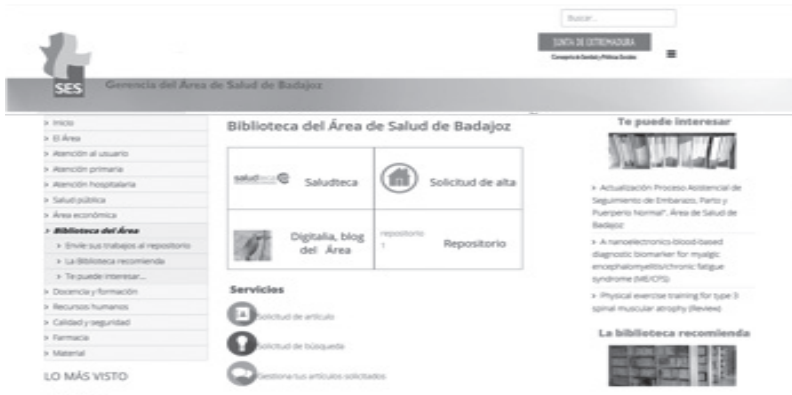 Buscar...
JUNTA DE EXTREMADURA
Consejería de Sanidad y Políticas Sociales
SES
Gerencia del Área de Salud de Badajoz
> Inicio
> El Área
> Atención al usuario
> Atención primaria
> Atención hospitalaria
> Salud pública
> Área económica
> Biblioteca del Área
> Envíe sus trabajos al repositorio
> La Biblioteca recomienda
> Te puede interesar...
> Docencia y formación
> Recursos humanos
> Calidad y seguridad
> Farmacia
> Material
LO MÁS VISTO
Biblioteca del Área de Salud de Badajoz
saludteca
Saludteca
Solicitud de alta
Digitalia, blog
del Área
repositorio
1
Repositorio
Servicios
Solicitud de artículo
Solicitud de búsqueda
Gestiona tus artículos solicitados
Te puede interesar
> Actualización Proceso Asistencial de
Seguimiento de Embarazo, Parto y
Puerperio Normal". Área de Salud de
Badajoz
> A nanoelectronics-blood-based
diagnostic biomarker for myalgic
encephalomyelitis/chronic fatigue
syndrome (ME/CFS)
> Physical exercise training for type 3
spinal muscular atrophy (Review)
La biblioteca recomienda